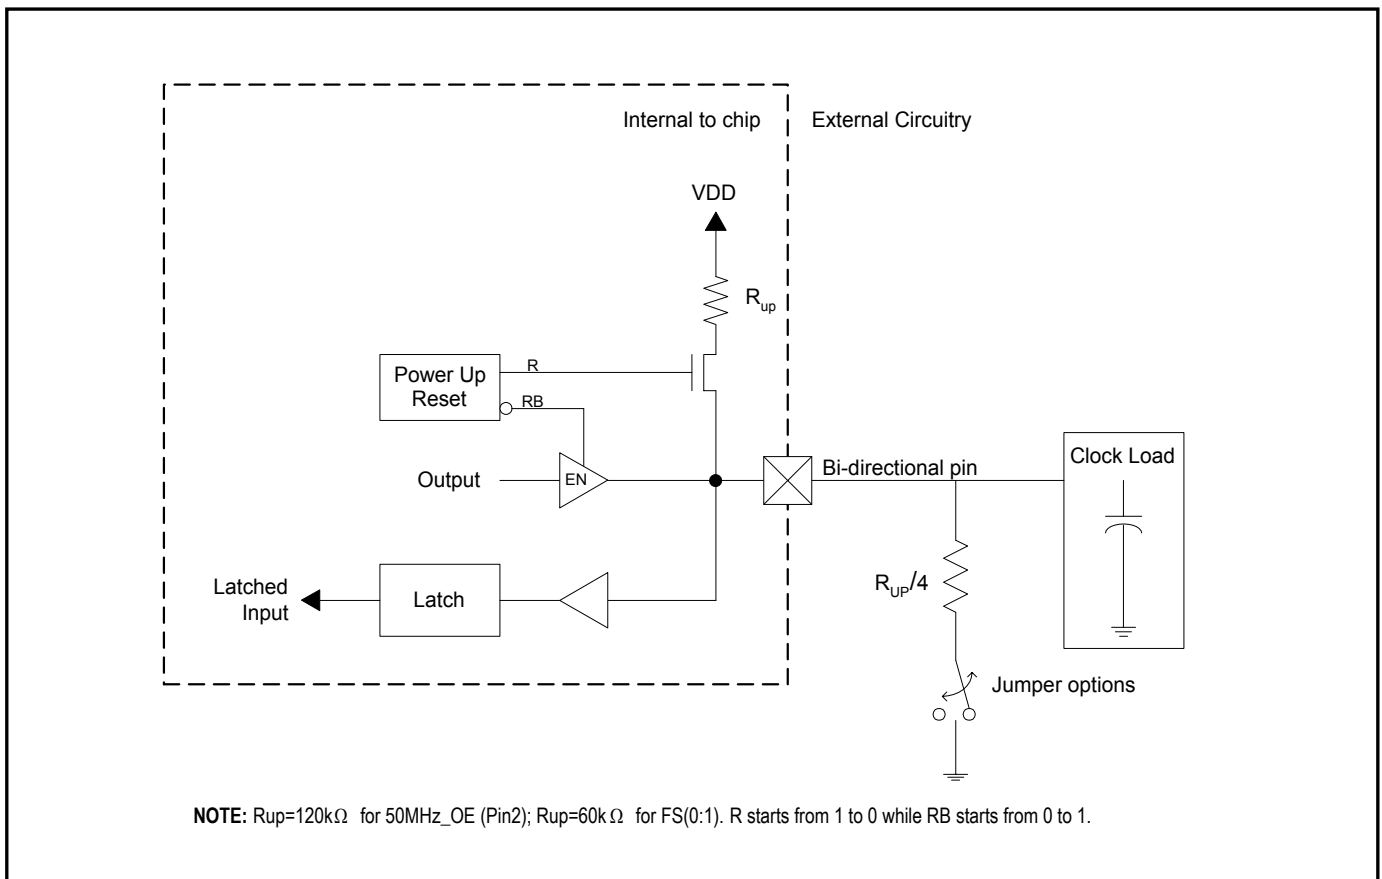 Internal to chip
External Circuitry
VDD
Rup
Power Up
Reset
R
RB
Output
EN
Bi-directional pin
Clock Load
Latched
Input
Latch
RUP/4
Jumper options
NOTE: Rup=120kΩ for 50MHz_OE (Pin2); Rup=60kΩ for FS(0:1). R starts from 1 to 0 while RB starts from 0 to 1.